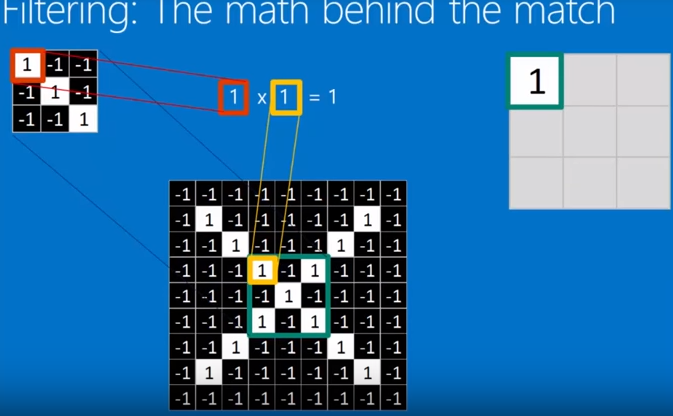 Filtering: The math behind the match
1 -1 -1
-1 1 -1
-1 -1 1
1 x 1 = 1
1
-1 -1 -1 -1 -1 -1 -1 -1 -1
-1 1 -1 -1 -1 -1 -1 1 -1
-1 -1 1 -1 -1 -1 1 -1 -1
-1 -1 -1 1 -1 1 -1 -1 -1
-1 -1 -1 -1 1 -1 -1 -1 -1
-1 -1 -1 1 -1 1 -1 -1 -1
-1 -1 1 -1 -1 -1 1 -1 -1
-1 1 -1 -1 -1 -1 -1 1 -1
-1 -1 -1 -1 -1 -1 -1 -1 -1